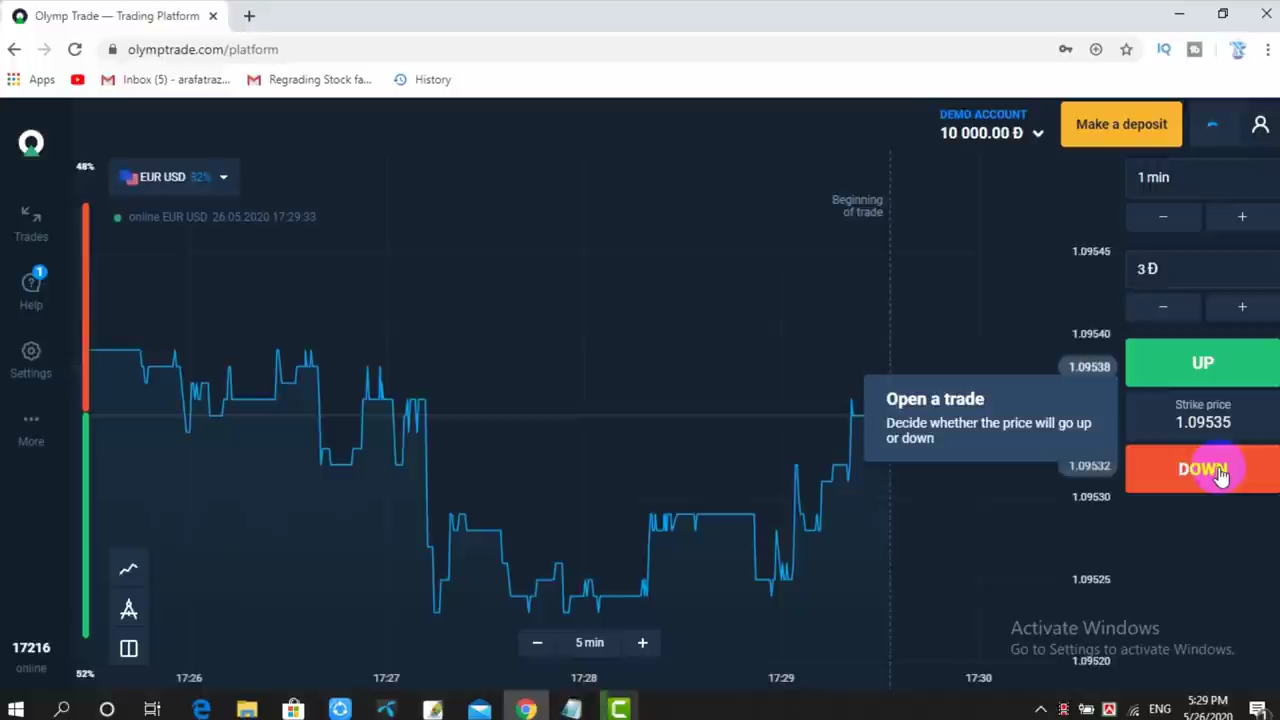 Olymp Trade — Trading Platform
olymptrade.com/platform
Apps
Inbox (5) - arafatraz...
Regrading Stock fa...
History
DEMO ACCOUNT
10 000.00 Đ
Make a deposit
48%
EUR USD 82%
1 min
online EUR USD 26.05.2020 17:29:33
Beginning
of trade
− +
Trades
1.09545
3 Đ
1
Help
− +
1.09540
Settings
1.09538
UP
Open a trade
Decide whether the price will go up
or down
Strike price
1.09535
More
1.09532
DOWN
1.09530
1.09525
Activate Windows
Go to Settings to activate Windows.
− 5 min +
17216
online
1.09520
52%
17:26 17:27 17:28 17:29 17:30
IQ
ENG
5:29 PM
5/26/2020